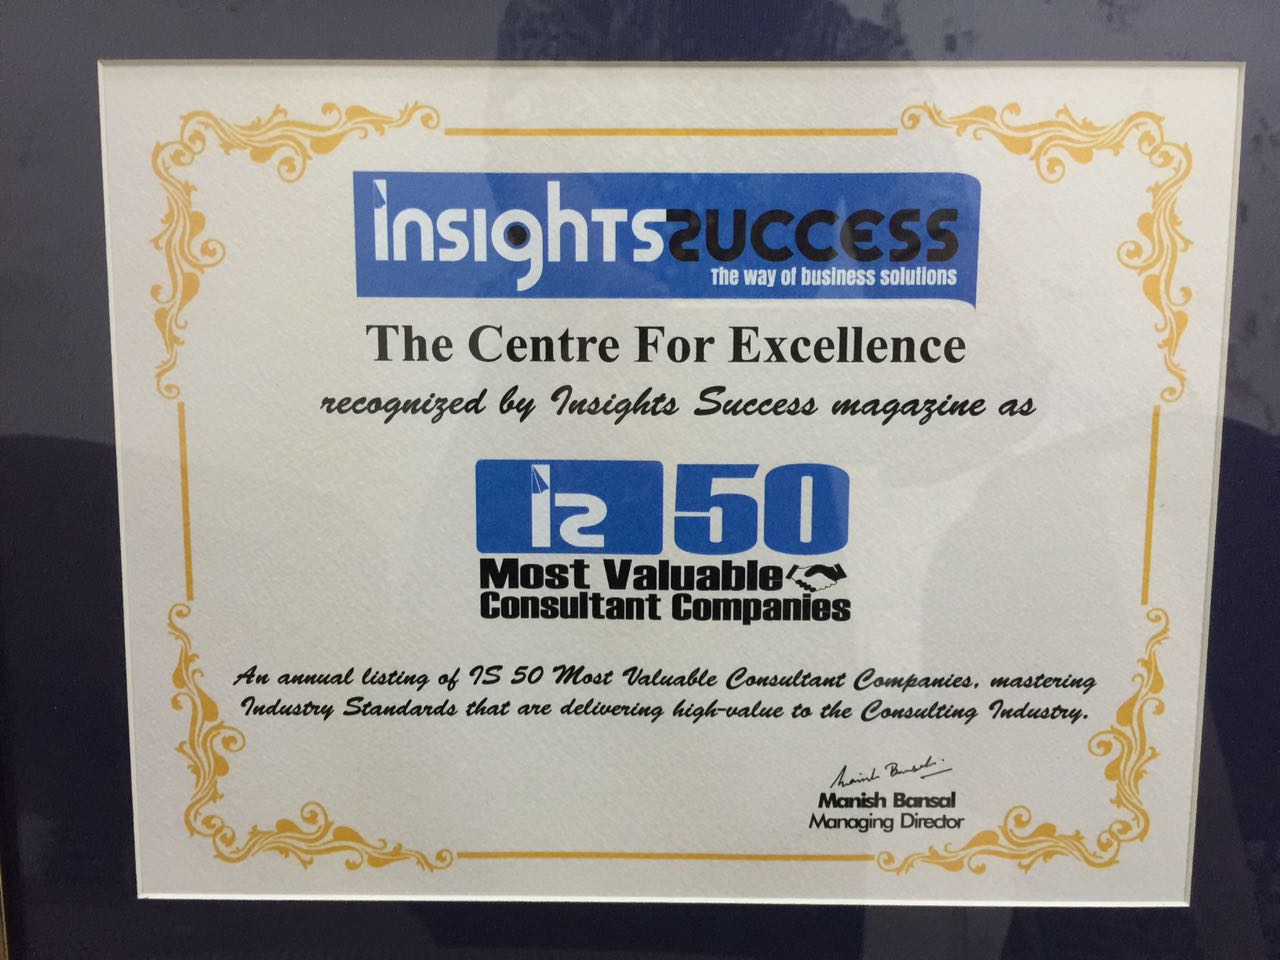 insights success
The way of business solutions
The Centre For Excellence
recognized by Insights Success magazine as
is 50
Most Valuable
Consultant Companies
An annual listing of IS 50 Most Valuable Consultant Companies, mastering
Industry Standards that are delivering high-value to the Consulting Industry.
Manish Bansal
Manish Bansal
Managing Director